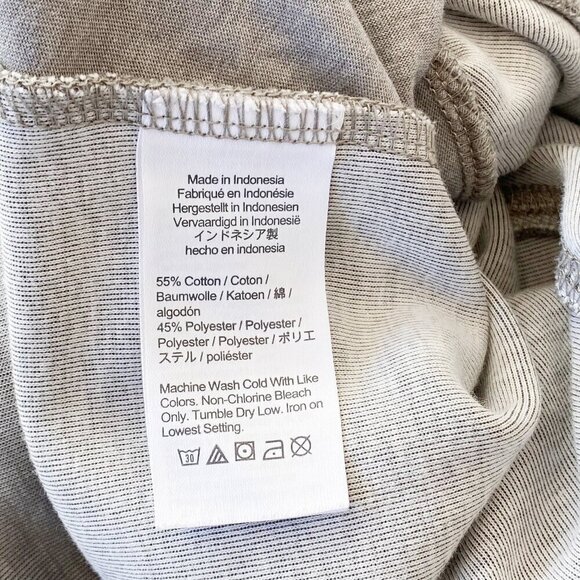 Made in Indonesia
Fabriqué en Indonésie
Hergestellt in Indonesien
Vervaardigd in Indonesië
インドネシア製
hecho en indonesia
55% Cotton / Coton /
Baumwolle / Katoen / 綿 /
algodón
45% Polyester / Polyester /
Polyester / Polyester / ポリエ
ステル / poliéster
Machine Wash Cold With Like
Colors. Non-Chlorine Bleach
Only. Tumble Dry Low. Iron on
Lowest Setting.
30